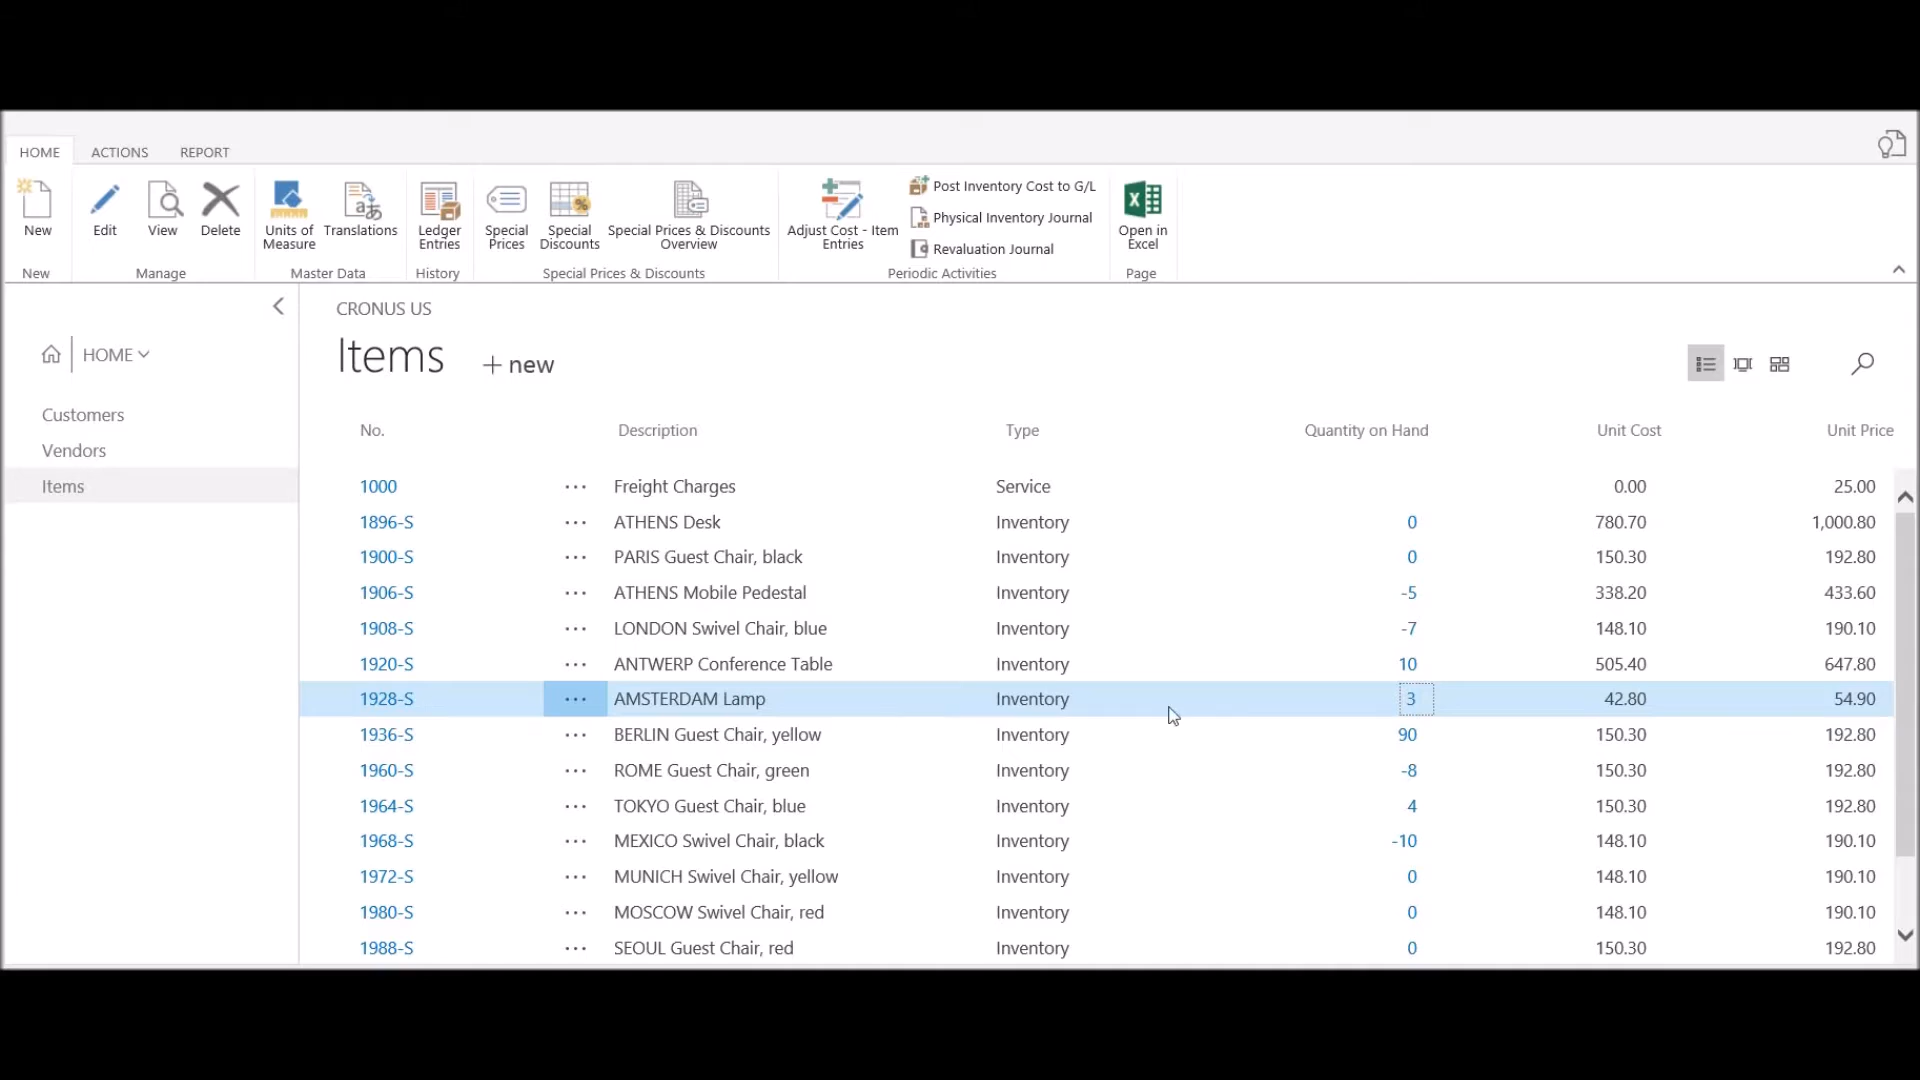 HOME ACTIONS REPORT
New
Edit
View
Delete
Units of
Measure
Translations
Ledger
Entries
Special
Prices
Special
Discounts
Special Prices & Discounts
Overview
Adjust Cost - Item
Entries
Post Inventory Cost to G/L
Physical Inventory Journal
Revaluation Journal
Open in
Excel
New Manage Master Data History Special Prices & Discounts Periodic Activities Page
HOME
Customers
Vendors
Items
CRONUS US
Items + new
No. Description Type Quantity on Hand Unit Cost Unit Price
1000 ··· Freight Charges Service 0.00 25.00
1896-S ··· ATHENS Desk Inventory 0 780.70 1,000.80
1900-S ··· PARIS Guest Chair, black Inventory 0 150.30 192.80
1906-S ··· ATHENS Mobile Pedestal Inventory -5 338.20 433.60
1908-S ··· LONDON Swivel Chair, blue Inventory -7 148.10 190.10
1920-S ··· ANTWERP Conference Table Inventory 10 505.40 647.80
1928-S ··· AMSTERDAM Lamp Inventory 3 42.80 54.90
1936-S ··· BERLIN Guest Chair, yellow Inventory 90 150.30 192.80
1960-S ··· ROME Guest Chair, green Inventory -8 150.30 192.80
1964-S ··· TOKYO Guest Chair, blue Inventory 4 150.30 192.80
1968-S ··· MEXICO Swivel Chair, black Inventory -10 148.10 190.10
1972-S ··· MUNICH Swivel Chair, yellow Inventory 0 148.10 190.10
1980-S ··· MOSCOW Swivel Chair, red Inventory 0 148.10 190.10
1988-S ··· SEOUL Guest Chair, red Inventory 0 150.30 192.80